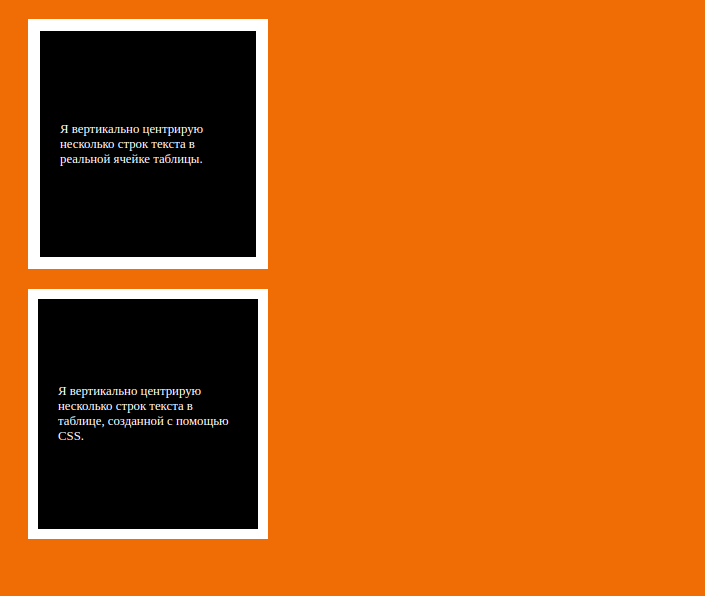 Я вертикально центрирую
несколько строк текста в
реальной ячейке таблицы.
Я вертикально центрирую
несколько строк текста в
таблице, созданной с помощью
CSS.